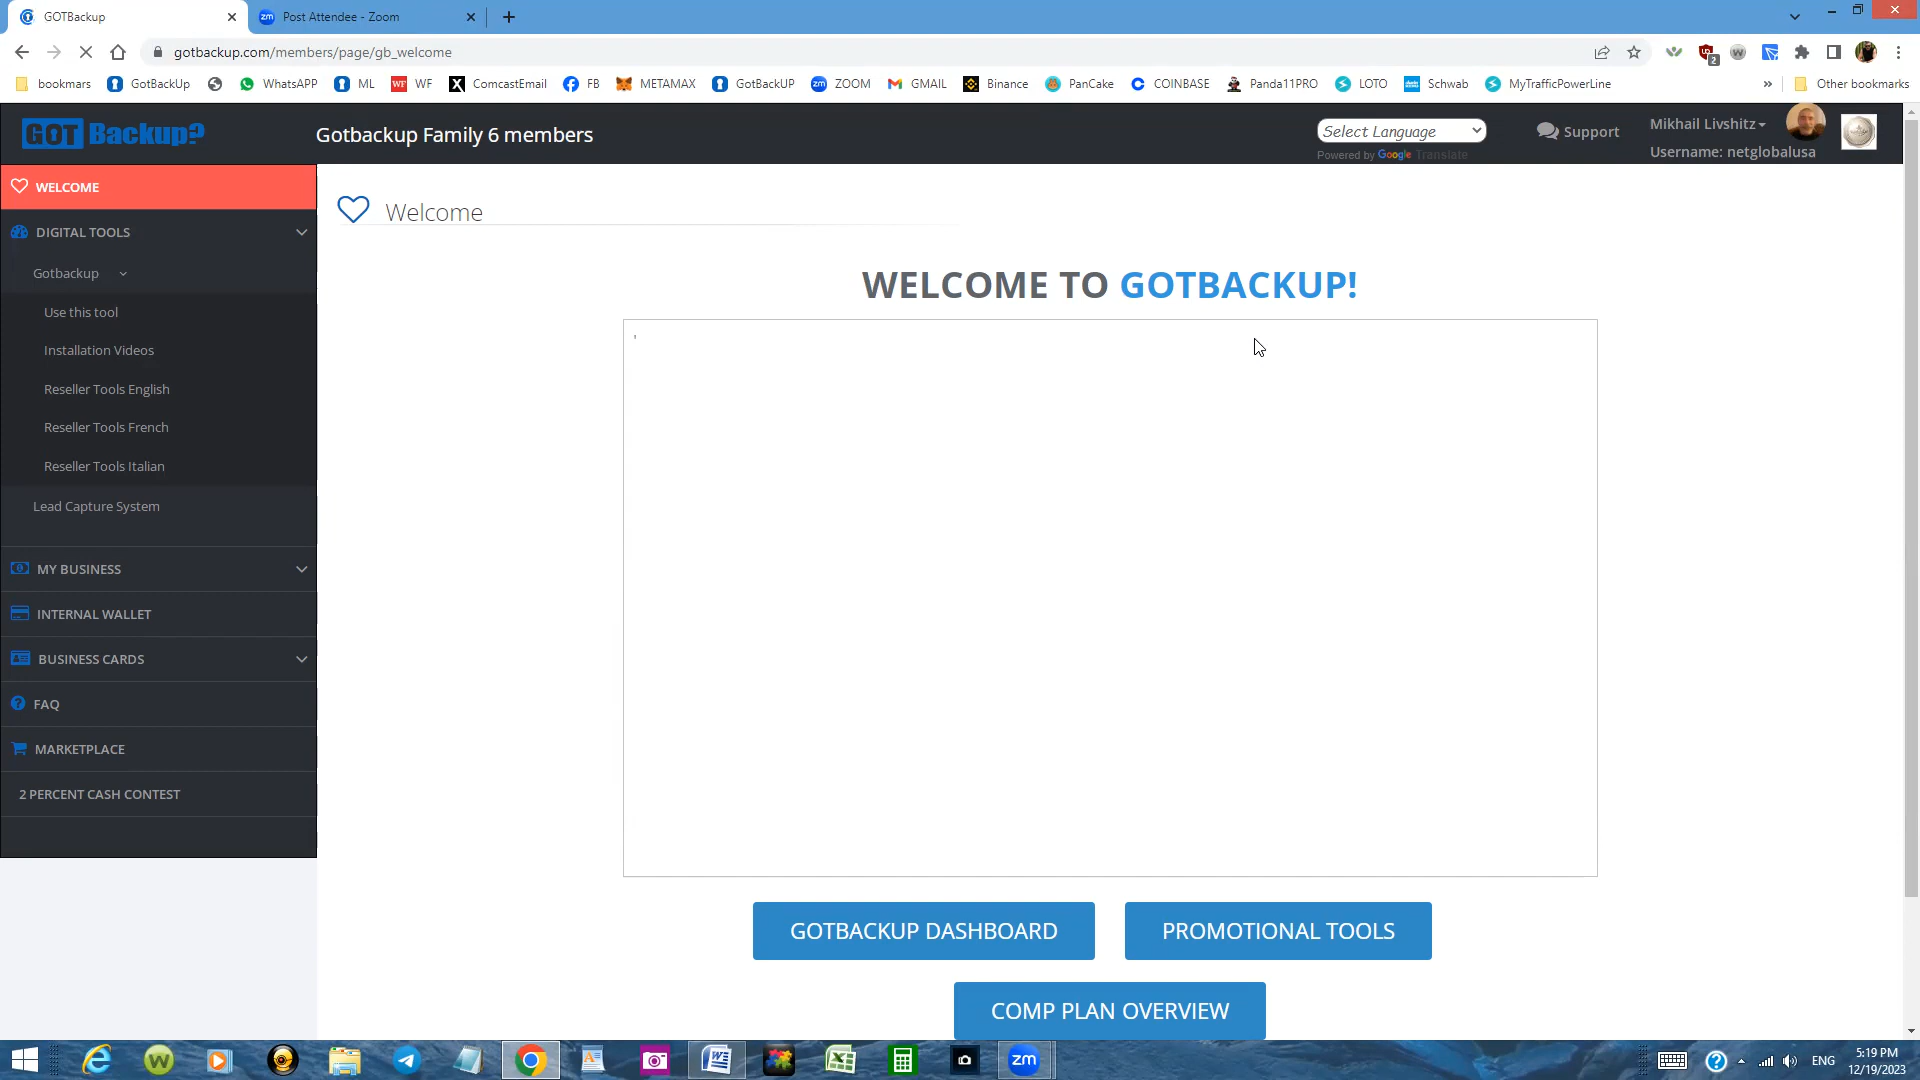 GOTBackup
Post Attendee - Zoom
gotbackup.com/members/page/gb_welcome
bookmars GotBackUp WhatsAPP ML WF ComcastEmail FB METAMAX GotBackUP ZOOM GMAIL Binance PanCake COINBASE Panda11PRO LOTO Schwab MyTrafficPowerLine » Other bookmarks
GOT Backup?
Gotbackup Family 6 members
Select Language
Powered by Google Translate
Support
Mikhail Livshitz
Username: netglobalusa
WELCOME
DIGITAL TOOLS
Gotbackup
Use this tool
Installation Videos
Reseller Tools English
Reseller Tools French
Reseller Tools Italian
Lead Capture System
MY BUSINESS
INTERNAL WALLET
BUSINESS CARDS
FAQ
MARKETPLACE
2 PERCENT CASH CONTEST
Welcome
WELCOME TO GOTBACKUP!
'
GOTBACKUP DASHBOARD
PROMOTIONAL TOOLS
COMP PLAN OVERVIEW
zm
ENG
5:19 PM
12/19/2023